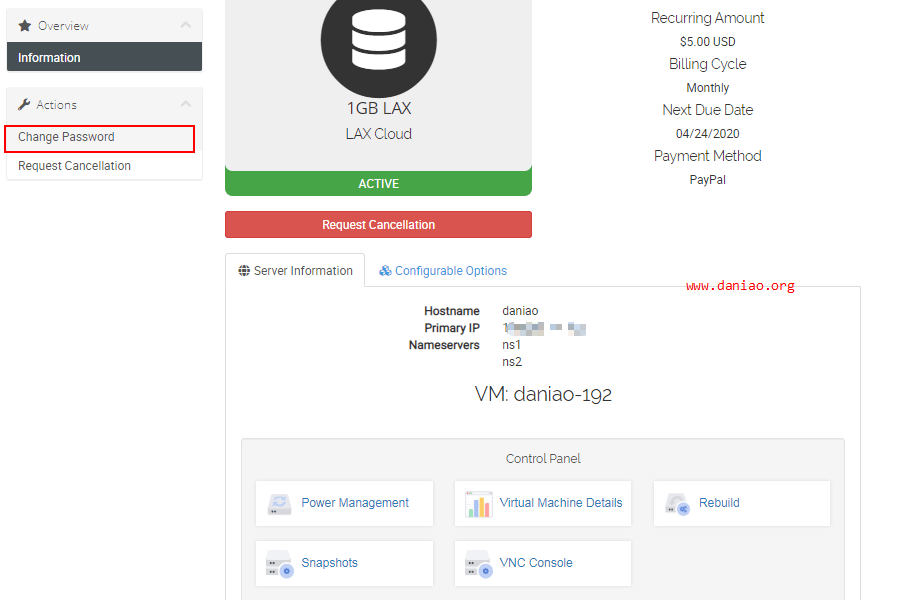 Overview
Information
Actions
Change Password
Request Cancellation
1GB LAX
LAX Cloud
ACTIVE
Request Cancellation
Recurring Amount
$5.00 USD
Billing Cycle
Monthly
Next Due Date
04/24/2020
Payment Method
PayPal
Server Information
Configurable Options
www.daniao.org
Hostname daniao
Primary IP
Nameservers ns1
ns2
VM: daniao-192
Control Panel
Power Management
Virtual Machine Details
Rebuild
Snapshots
VNC Console